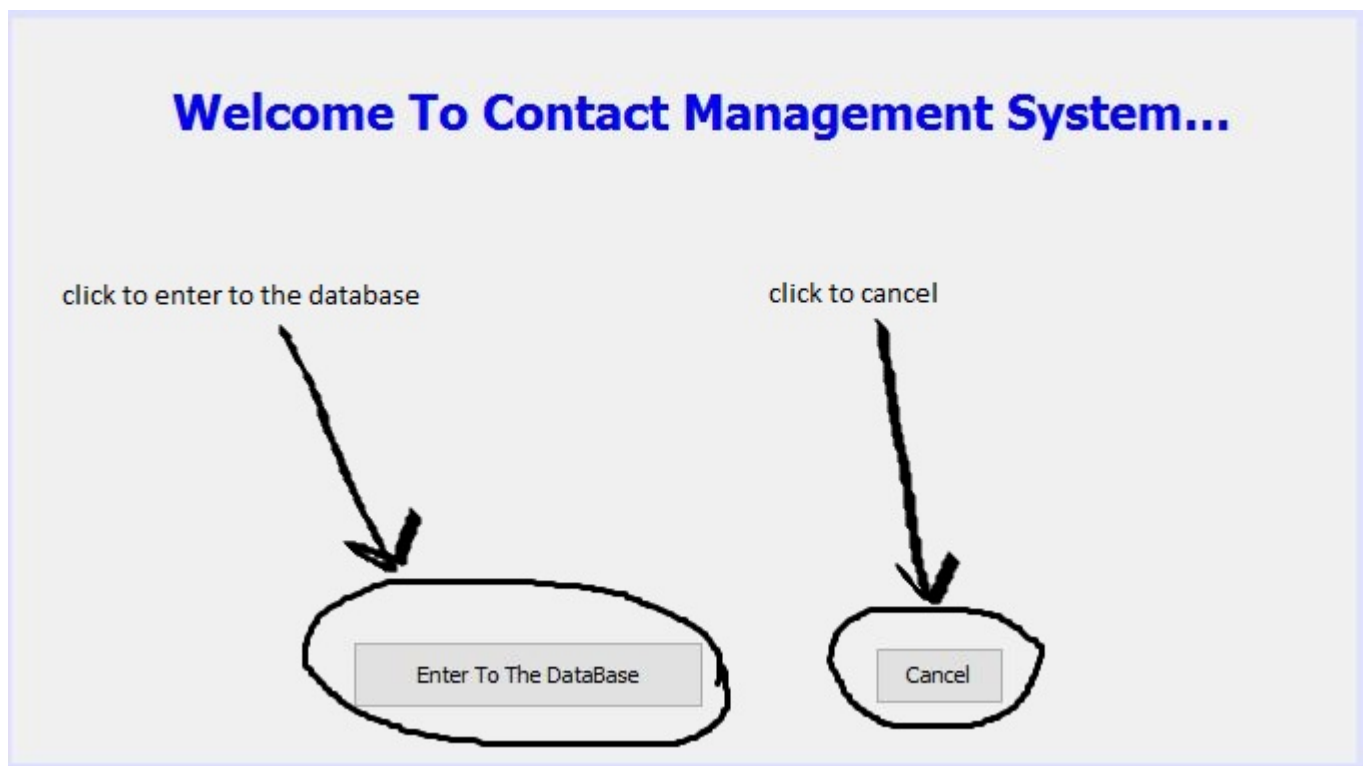 Welcome To Contact Management System...
click to enter to the database
click to cancel
Enter To The DataBase
Cancel